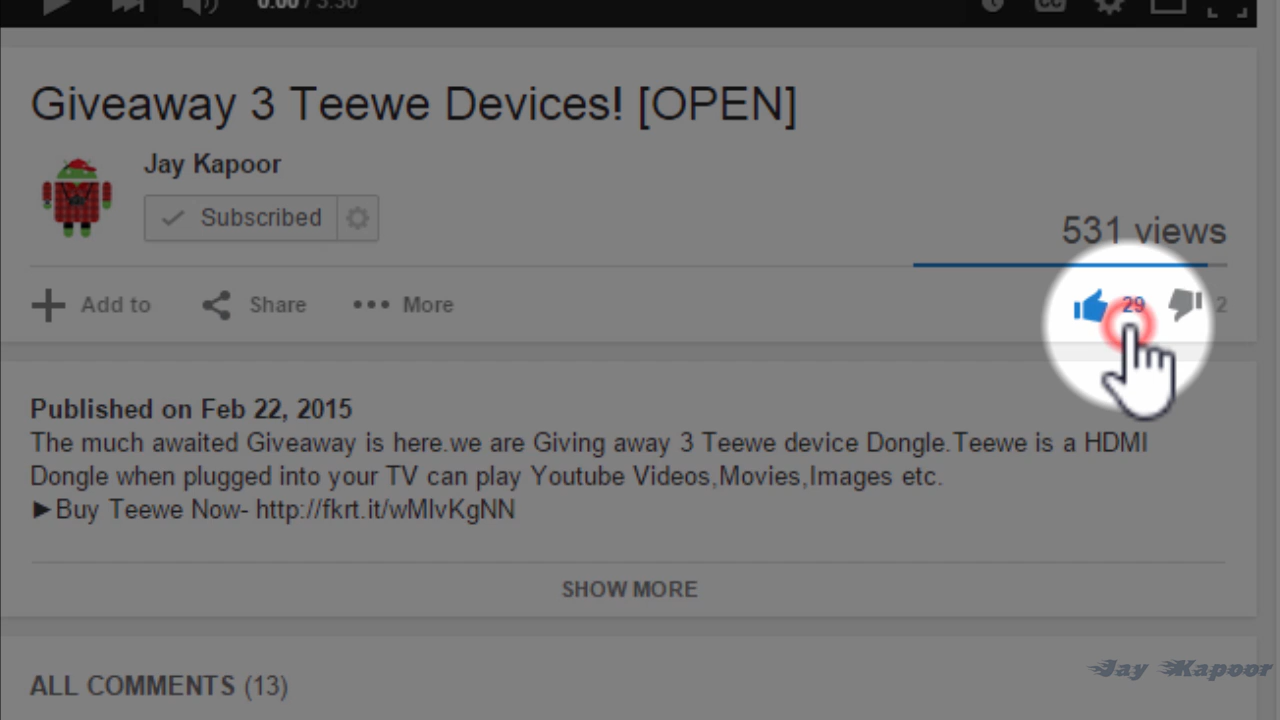 0:00 / 3:30
CC
Giveaway 3 Teewe Devices! [OPEN]
Jay Kapoor
Subscribed
531 views
Add to
Share
More
29
2
Published on Feb 22, 2015
The much awaited Giveaway is here.we are Giving away 3 Teewe device Dongle.Teewe is a HDMI
Dongle when plugged into your TV can play Youtube Videos,Movies,Images etc.
►Buy Teewe Now- http://fkrt.it/wMlvKgNN
SHOW MORE
ALL COMMENTS (13)
Jay Kapoor